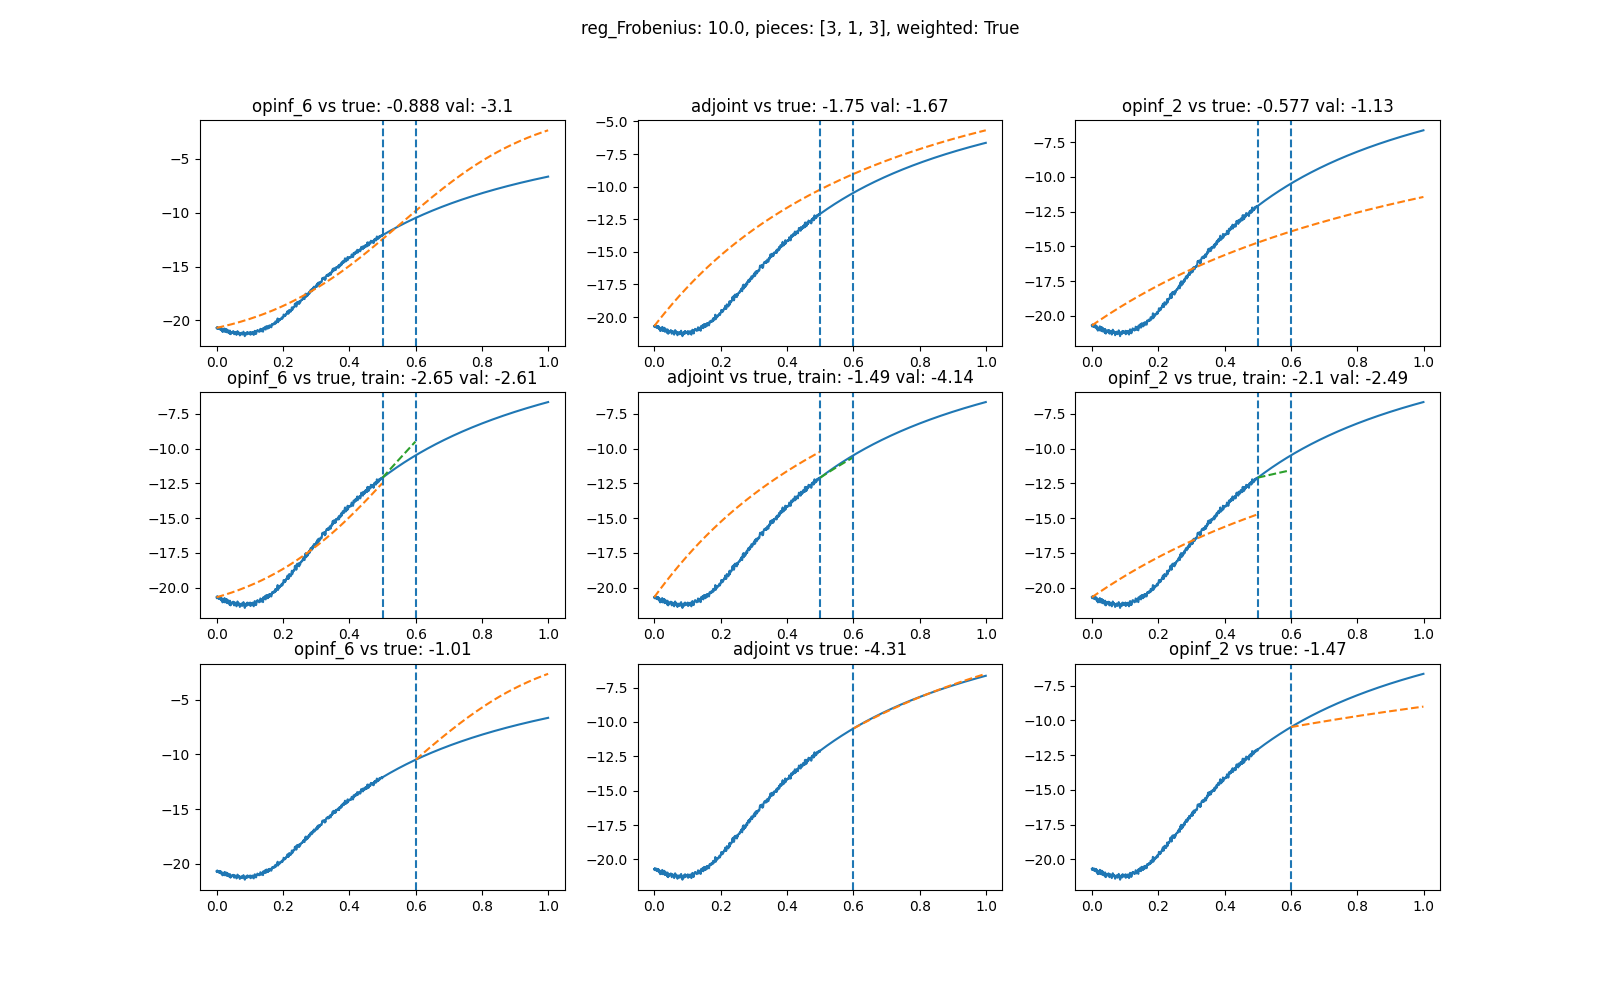 reg_Frobenius: 10.0, pieces: [3, 1, 3], weighted: True
opinf_6 vs true: -0.888 val: -3.1
adjoint vs true: -1.75 val: -1.67
opinf_2 vs true: -0.577 val: -1.13
−5
−10
−15
−20
0.0 0.2 0.4 0.6 0.8 1.0
−5.0
−7.5
−10.0
−12.5
−15.0
−17.5
−20.0
0.0 0.2 0.4 0.6 0.8 1.0
−7.5
−10.0
−12.5
−15.0
−17.5
−20.0
0.0 0.2 0.4 0.6 0.8 1.0
opinf_6 vs true, train: -2.65 val: -2.61
adjoint vs true, train: -1.49 val: -4.14
opinf_2 vs true, train: -2.1 val: -2.49
−7.5
−10.0
−12.5
−15.0
−17.5
−20.0
0.0 0.2 0.4 0.6 0.8 1.0
−7.5
−10.0
−12.5
−15.0
−17.5
−20.0
0.0 0.2 0.4 0.6 0.8 1.0
−7.5
−10.0
−12.5
−15.0
−17.5
−20.0
0.0 0.2 0.4 0.6 0.8 1.0
opinf_6 vs true: -1.01
adjoint vs true: -4.31
opinf_2 vs true: -1.47
−5
−10
−15
−20
0.0 0.2 0.4 0.6 0.8 1.0
−7.5
−10.0
−12.5
−15.0
−17.5
−20.0
0.0 0.2 0.4 0.6 0.8 1.0
−7.5
−10.0
−12.5
−15.0
−17.5
−20.0
0.0 0.2 0.4 0.6 0.8 1.0